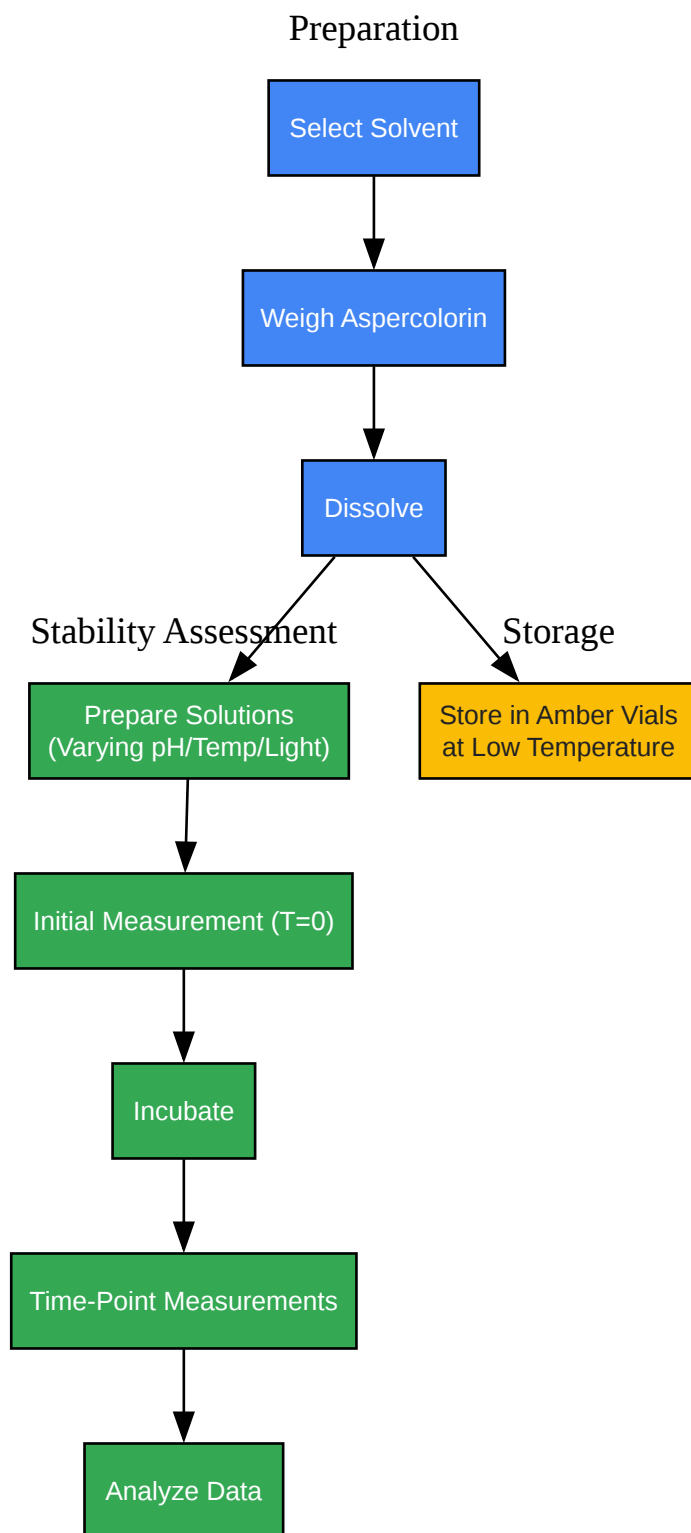 Preparation
Select Solvent
Weigh Aspercolorin
Dissolve
Stability Assessment
Storage
Prepare Solutions
(Varying pH/Temp/Light)
Store in Amber Vials
at Low Temperature
Initial Measurement (T=0)
Incubate
Time-Point Measurements
Analyze Data